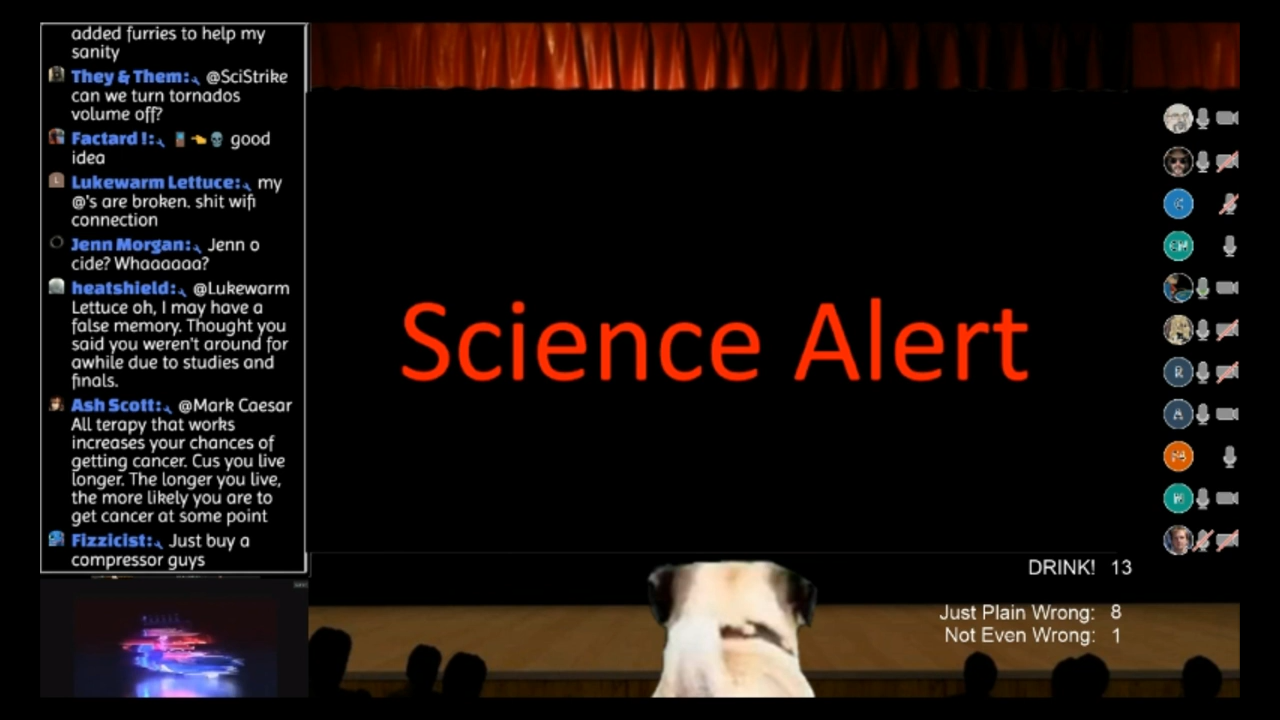 added furries to help my
sanity
They & Them: @SciStrike
can we turn tornados
volume off?
Factard !: 📱👈💀 good
idea
Lukewarm Lettuce: my
@'s are broken. shit wifi
connection
Jenn Morgan: Jenn o
cide? Whaaaaaa?
heatshield: @Lukewarm
Lettuce oh, I may have a
false memory. Thought you
said you weren't around for
awhile due to studies and
finals.
Ash Scott: @Mark Caesar
All terapy that works
increases your chances of
getting cancer. Cus you live
longer. The longer you live,
the more likely you are to
get cancer at some point
Fizzicist: Just buy a
compressor guys
Science Alert
R
A
DRINK! 13
Just Plain Wrong: 8
Not Even Wrong: 1